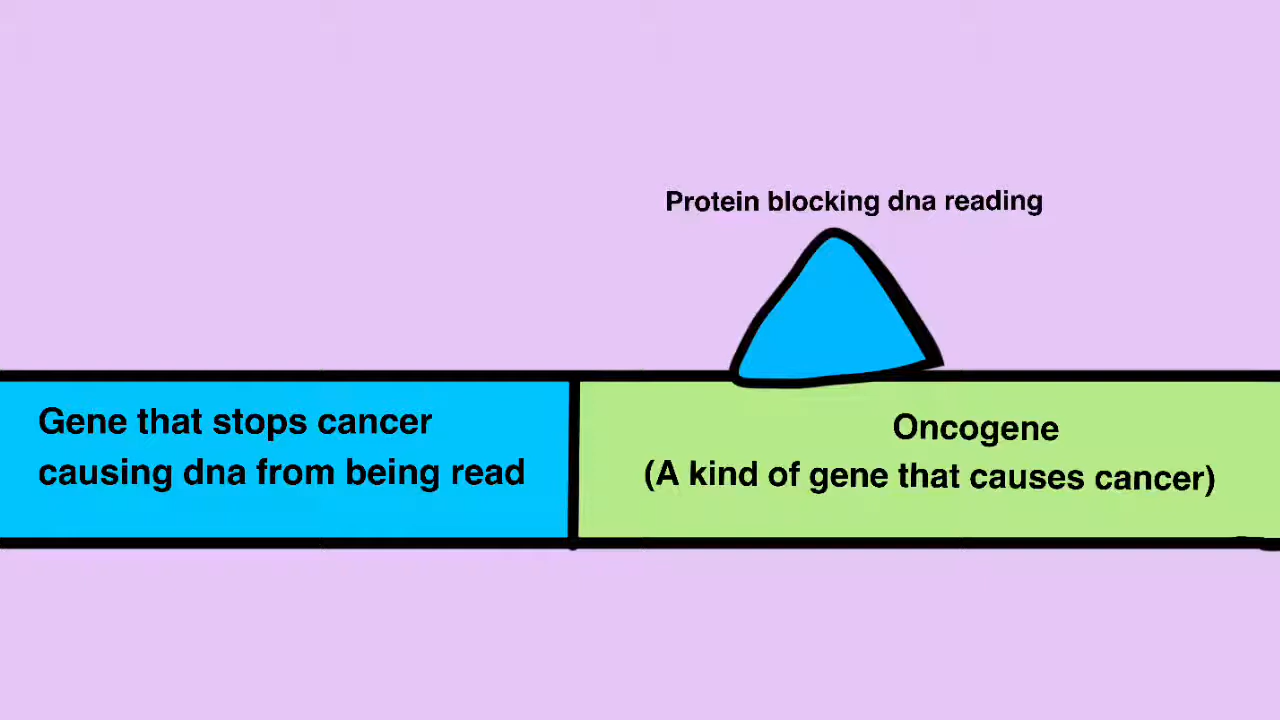 Protein blocking dna reading
Gene that stops cancer
causing dna from being read
Oncogene
(A kind of gene that causes cancer)